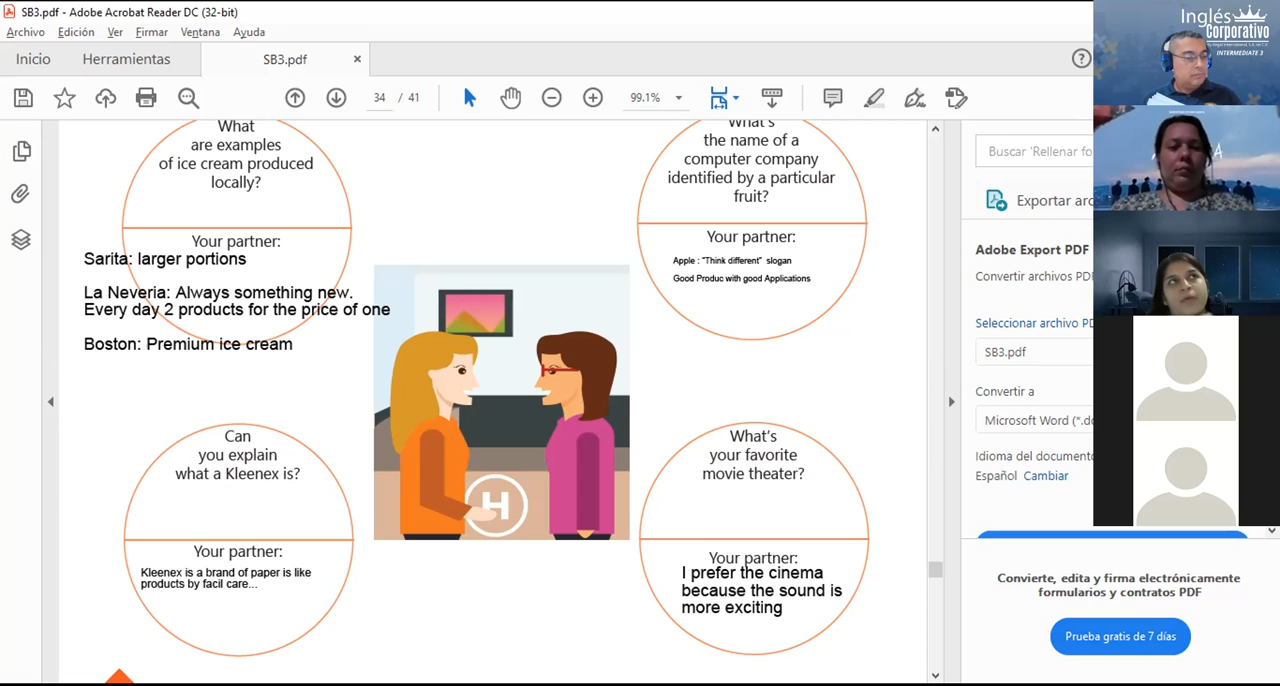 SB3.pdf - Adobe Acrobat Reader DC (32-bit)
Archivo Edición Ver Firmar Ventana Ayuda
Inicio Herramientas SB3.pdf ×
34 / 41 99.1%
What
are examples
of ice cream produced
locally?
Your partner:
Sarita: larger portions
La Neveria: Always something new.
Every day 2 products for the price of one
Boston: Premium ice cream
What's
the name of a
computer company
identified by a particular
fruit?
Your partner:
Apple : "Think different" slogan
Good Produc with good Applications
Can
you explain
what a Kleenex is?
Your partner:
Kleenex is a brand of paper is like
products by facil care...
H
What's
your favorite
movie theater?
Your partner:
I prefer the cinema
because the sound is
more exciting
Buscar 'Rellenar fo
Exportar arc
Adobe Export PDF
Convertir archivos PD
Seleccionar archivo PD
SB3.pdf
Convertir a
Microsoft Word (*.do
Idioma del documento
Español Cambiar
Convierte, edita y firma electrónicamente
formularios y contratos PDF
Prueba gratis de 7 días
Inglés
Corporativo
INTERMEDIATE 3